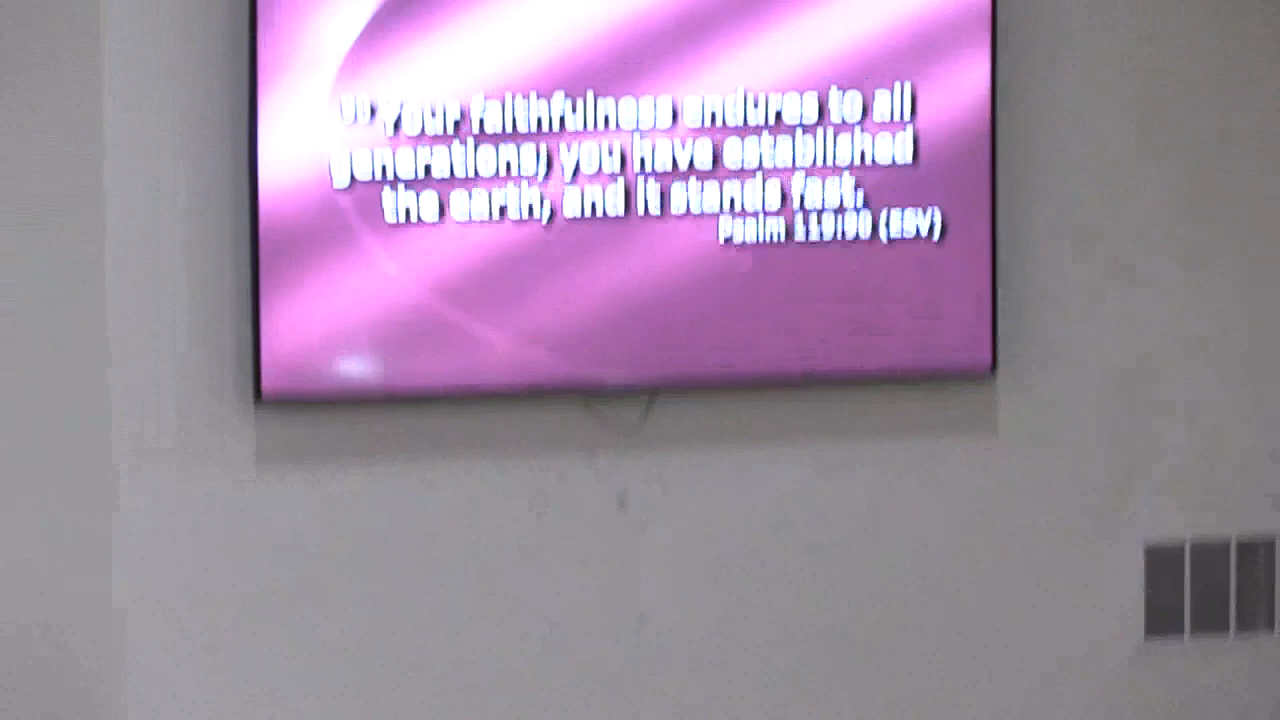 "Your faithfulness endures to all
generations; you have established
the earth, and it stands fast.
Psalm 119:90 (ESV)